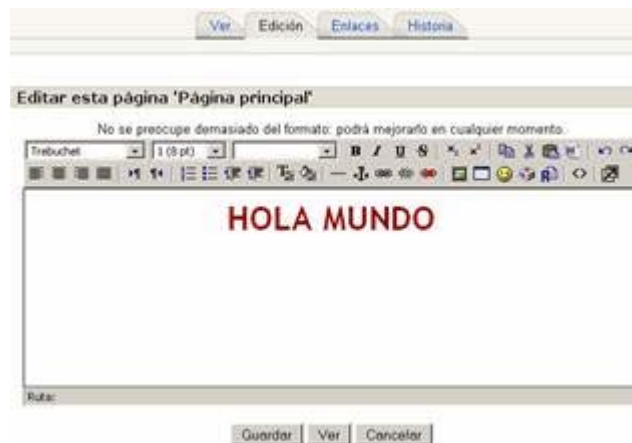 Ver Edición Enlaces Historia
Editar esta página 'Página principal'
No se preocupe demasiado del formato: podrá mejorarlo en cualquier momento.
Trebuchet 1 (8 pt) B I U S
HOLA MUNDO
Ruta:
Guardar Ver Cancelar